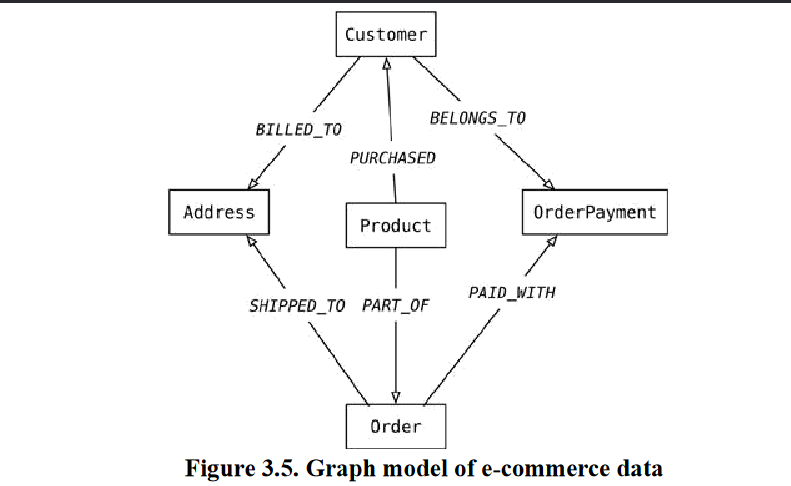 Customer
BILLED_TO
BELONGS_TO
PURCHASED
Address
Product
OrderPayment
SHIPPED_TO
PART_OF
PAID_WITH
Order
Figure 3.5. Graph model of e-commerce data